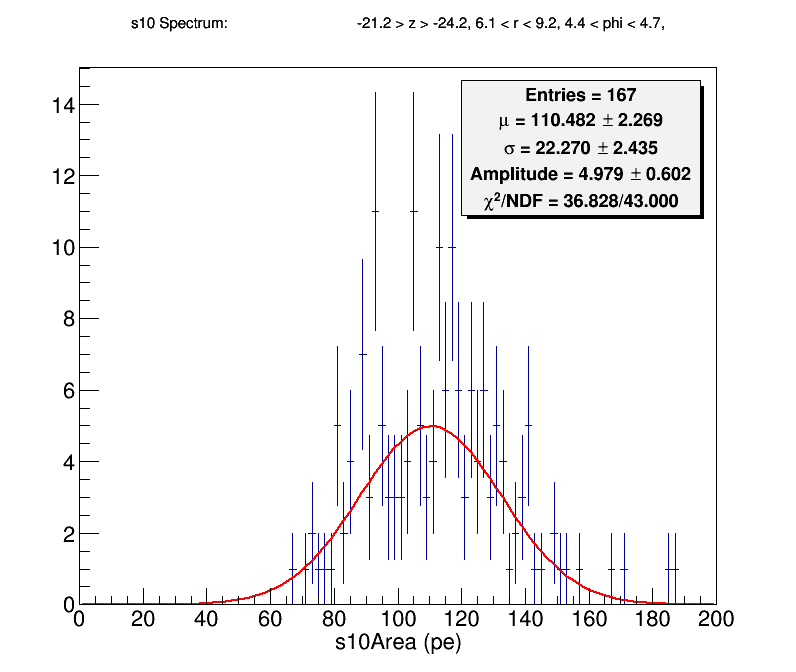 s10 Spectrum: -21.2 > z > -24.2, 6.1 < r < 9.2, 4.4 < phi < 4.7,
Entries = 167
μ = 110.482 ± 2.269
σ = 22.270 ± 2.435
Amplitude = 4.979 ± 0.602
χ²/NDF = 36.828/43.000
14
12
10
8
6
4
2
0
0 20 40 60 80 100 120 140 160 180 200
s10Area (pe)